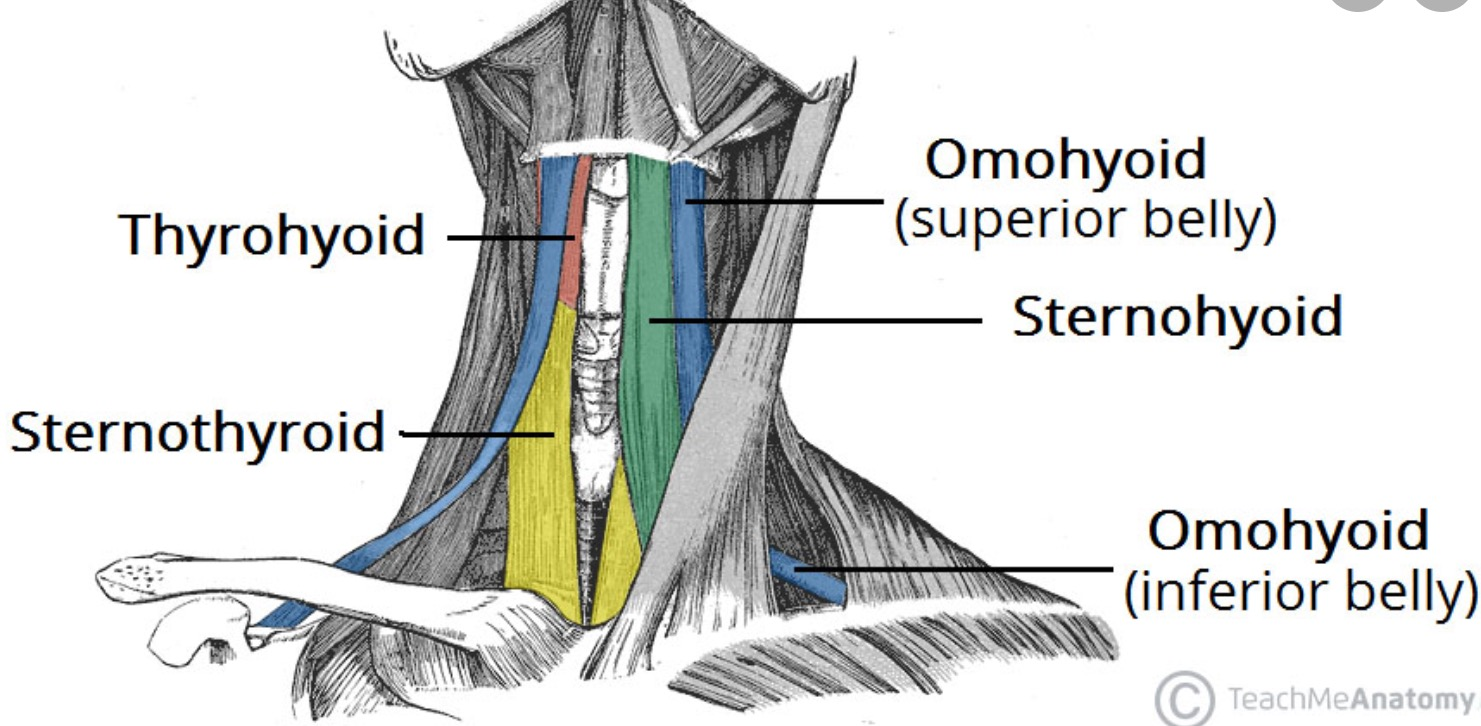 Omohyoid
(superior belly)
Thyrohyoid
Sternohyoid
Sternothyroid
Omohyoid
(inferior belly)
© TeachMeAnatomy